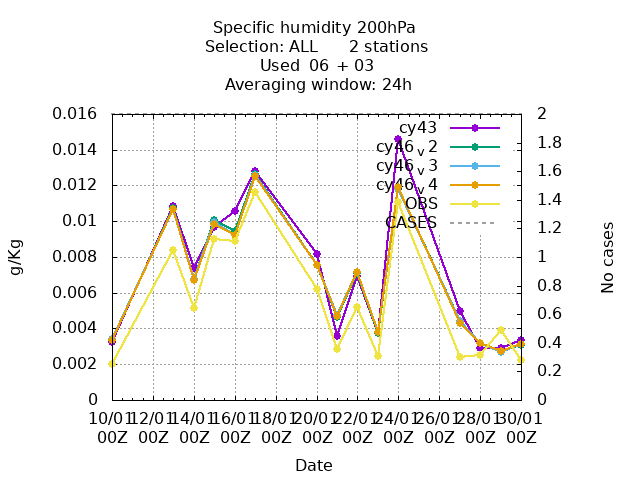 Specific humidity 200hPa
Selection: ALL 2 stations
Used 06 + 03
Averaging window: 24h
0.016
0.014
0.012
0.01
0.008
0.006
0.004
0.002
0
2
1.8
1.6
1.4
1.2
1
0.8
0.6
0.4
0.2
0
g/Kg
No cases
cy43
cy46v2
cy46v3
cy46v4
OBS
CASES
10/01 12/01 14/01 16/01 18/01 20/01 22/01 24/01 26/01 28/01 30/01
00Z 00Z 00Z 00Z 00Z 00Z 00Z 00Z 00Z 00Z 00Z
Date